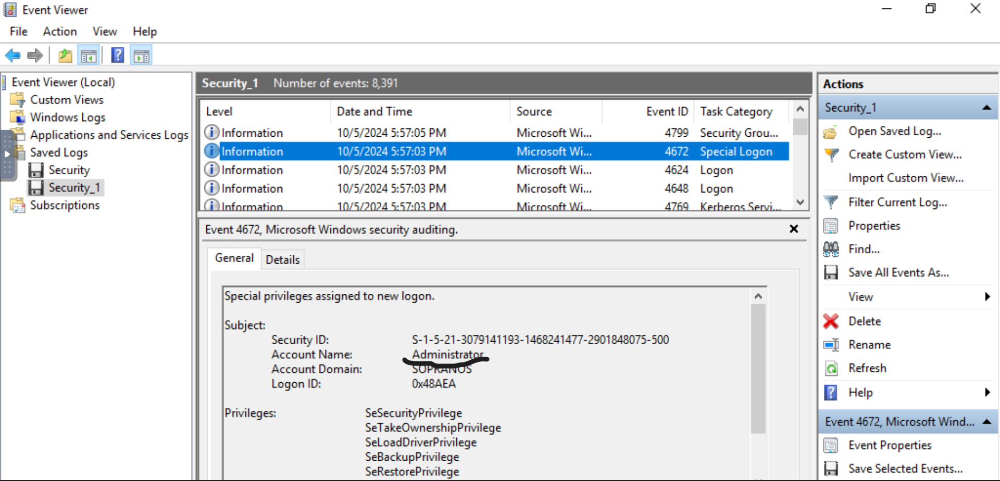 Event Viewer
File Action View Help
Event Viewer (Local)
Custom Views
Windows Logs
Applications and Services Logs
Saved Logs
Security
Security_1
Subscriptions
Security_1 Number of events: 8,391
Level Date and Time Source Event ID Task Category
Information 10/5/2024 5:57:05 PM Microsoft Wi... 4799 Security Grou...
Information 10/5/2024 5:57:03 PM Microsoft Wi... 4672 Special Logon
Information 10/5/2024 5:57:03 PM Microsoft Wi... 4624 Logon
Information 10/5/2024 5:57:03 PM Microsoft Wi... 4648 Logon
Information 10/5/2024 5:57:03 PM Microsoft Wi... 4769 Kerberos Servi...
Event 4672, Microsoft Windows security auditing.
General Details
Special privileges assigned to new logon.
Subject:
Security ID: S-1-5-21-3079141193-1468241477-2901848075-500
Account Name: Administrator
Account Domain: SOPRANOS
Logon ID: 0x48AEA
Privileges: SeSecurityPrivilege
SeTakeOwnershipPrivilege
SeLoadDriverPrivilege
SeBackupPrivilege
SeRestorePrivilege
Actions
Security_1
Open Saved Log...
Create Custom View...
Import Custom View...
Filter Current Log...
Properties
Find...
Save All Events As...
View
Delete
Rename
Refresh
Help
Event 4672, Microsoft Wind...
Event Properties
Save Selected Events...